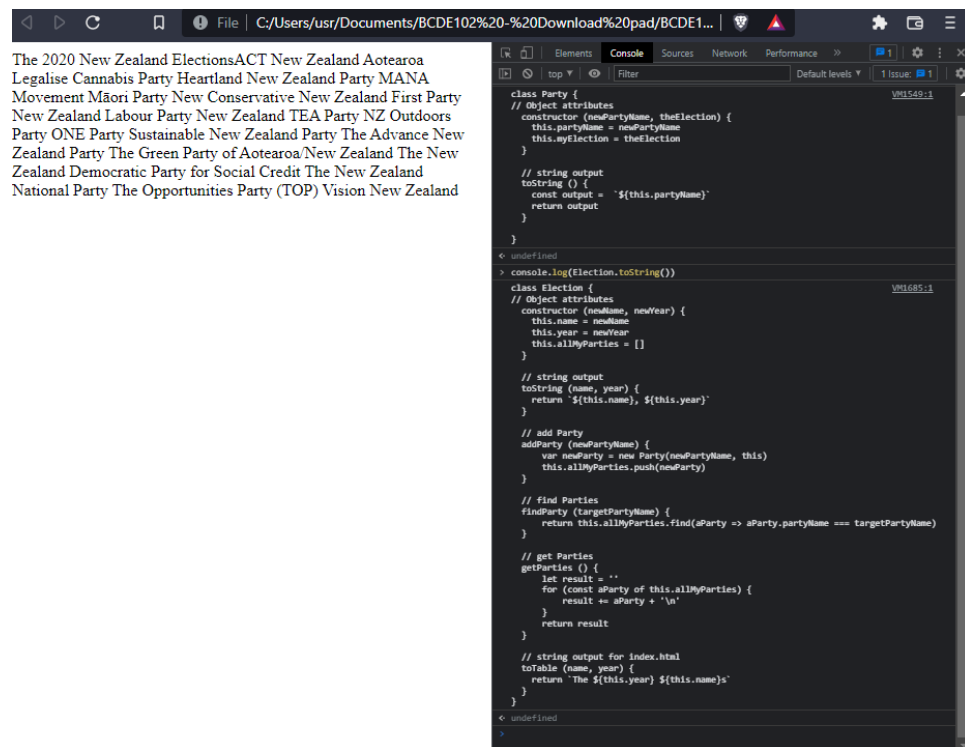 File | C:/Users/usr/Documents/BCDE102%20-%20Download%20pad/BCDE1...
The 2020 New Zealand ElectionsACT New Zealand Aotearoa
Legalise Cannabis Party Heartland New Zealand Party MANA
Movement Māori Party New Conservative New Zealand First Party
New Zealand Labour Party New Zealand TEA Party NZ Outdoors
Party ONE Party Sustainable New Zealand Party The Advance New
Zealand Party The Green Party of Aotearoa/New Zealand The New
Zealand Democratic Party for Social Credit The New Zealand
National Party The Opportunities Party (TOP) Vision New Zealand
Elements Console Sources Network Performance » 1
top ▼ Filter Default levels ▼ 1 Issue: 1
class Party { VM1549:1
// Object attributes
constructor (newPartyName, theElection) {
this.partyName = newPartyName
this.myElection = theElection
}
// string output
toString () {
const output = `${this.partyName}`
return output
}
}
undefined
> console.log(Election.toString())
class Election { VM1685:1
// Object attributes
constructor (newName, newYear) {
this.name = newName
this.year = newYear
this.allMyParties = []
}
// string output
toString (name, year) {
return `${this.name}, ${this.year}`
}
// add Party
addParty (newPartyName) {
var newParty = new Party(newPartyName, this)
this.allMyParties.push(newParty)
}
// find Parties
findParty (targetPartyName) {
return this.allMyParties.find(aParty => aParty.partyName === targetPartyName)
}
// get Parties
getParties () {
let result = ''
for (const aParty of this.allMyParties) {
result += aParty + '\n'
}
return result
}
// string output for index.html
toTable (name, year) {
return `The ${this.year} ${this.name}s`
}
}
undefined
>